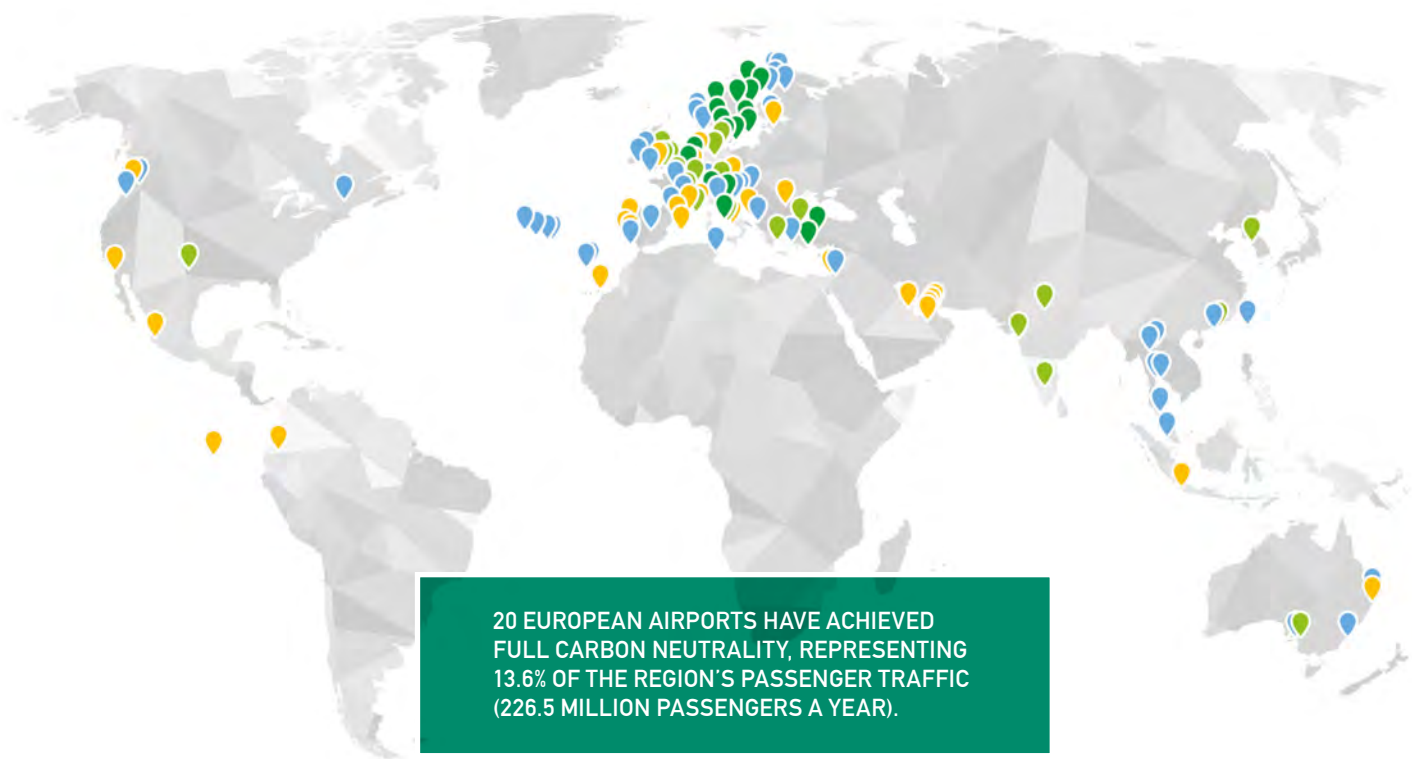 20 EUROPEAN AIRPORTS HAVE ACHIEVED
FULL CARBON NEUTRALITY, REPRESENTING
13.6% OF THE REGION’S PASSENGER TRAFFIC
(226.5 MILLION PASSENGERS A YEAR).